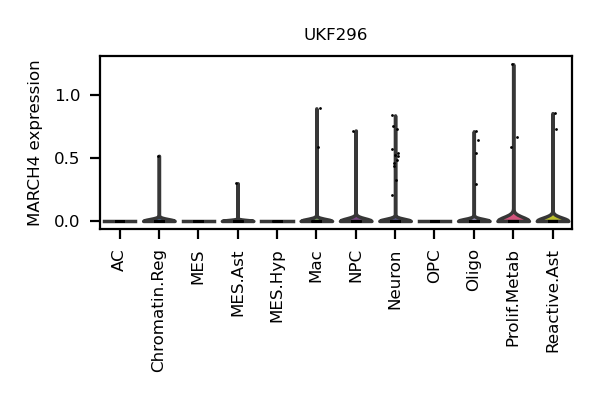 UKF296
MARCH4 expression
1.0
0.5
0.0
AC
Chromatin.Reg
MES
MES.Ast
MES.Hyp
Mac
NPC
Neuron
OPC
Oligo
Prolif.Metab
Reactive.Ast